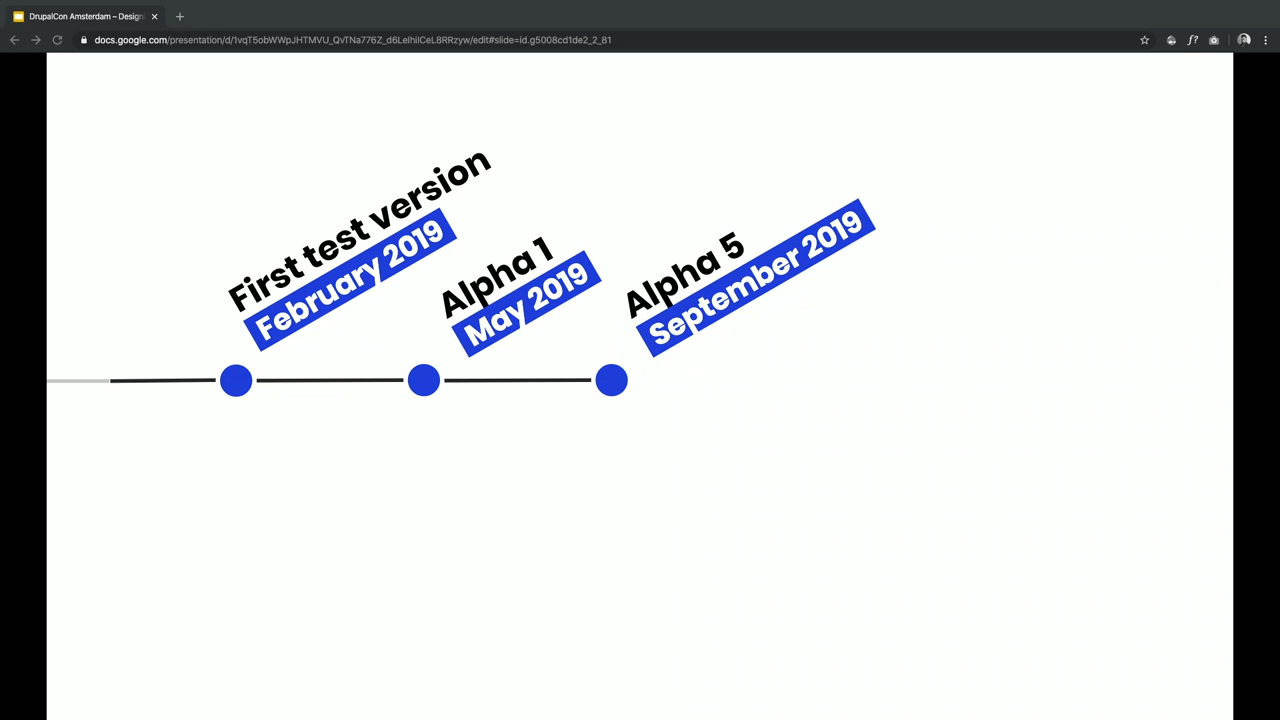 DrupalCon Amsterdam – Design
docs.google.com/presentation/d/1vqT5obWWpJHTMVU_QvTNa776Z_d6LelhiICeL8RRzyw/edit#slide=id.g5008cd1de2_2_81
First test version
February 2019
Alpha 1
May 2019
Alpha 5
September 2019